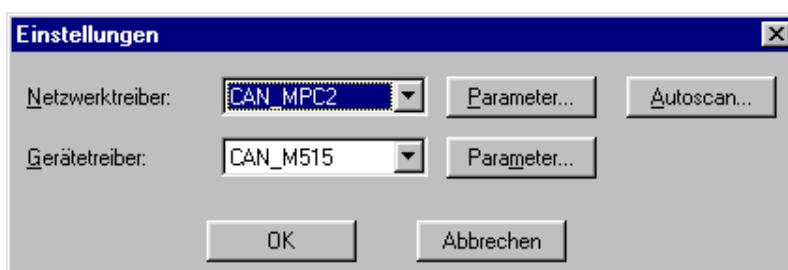 Einstellungen
Netzwerktreiber: CAN_MPC2 Parameter... Autoscan...
Gerätetreiber: CAN_M515 Parameter...
OK Abbrechen